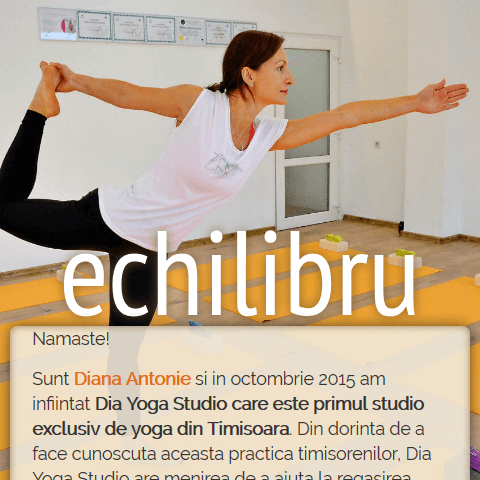 echilibru
Namaste!
Sunt Diana Antonie si in octombrie 2015 am
infiintat Dia Yoga Studio care este primul studio
exclusiv de yoga din Timisoara. Din dorinta de a
face cunoscuta aceasta practica timisorenilor, Dia
Yoga Studio are menirea de a ajuta la regasirea